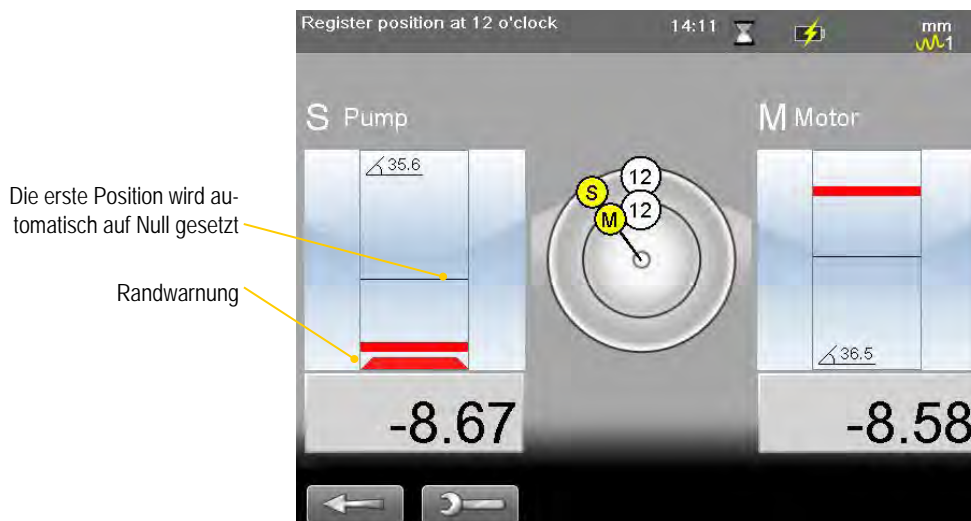 Register position at 12 o'clock
14:11
mm
1
S Pump
M Motor
35.6
Die erste Position wird au-
tomatisch auf Null gesetzt
S
12
M
12
Randwarnung
36.5
-8.67
-8.58